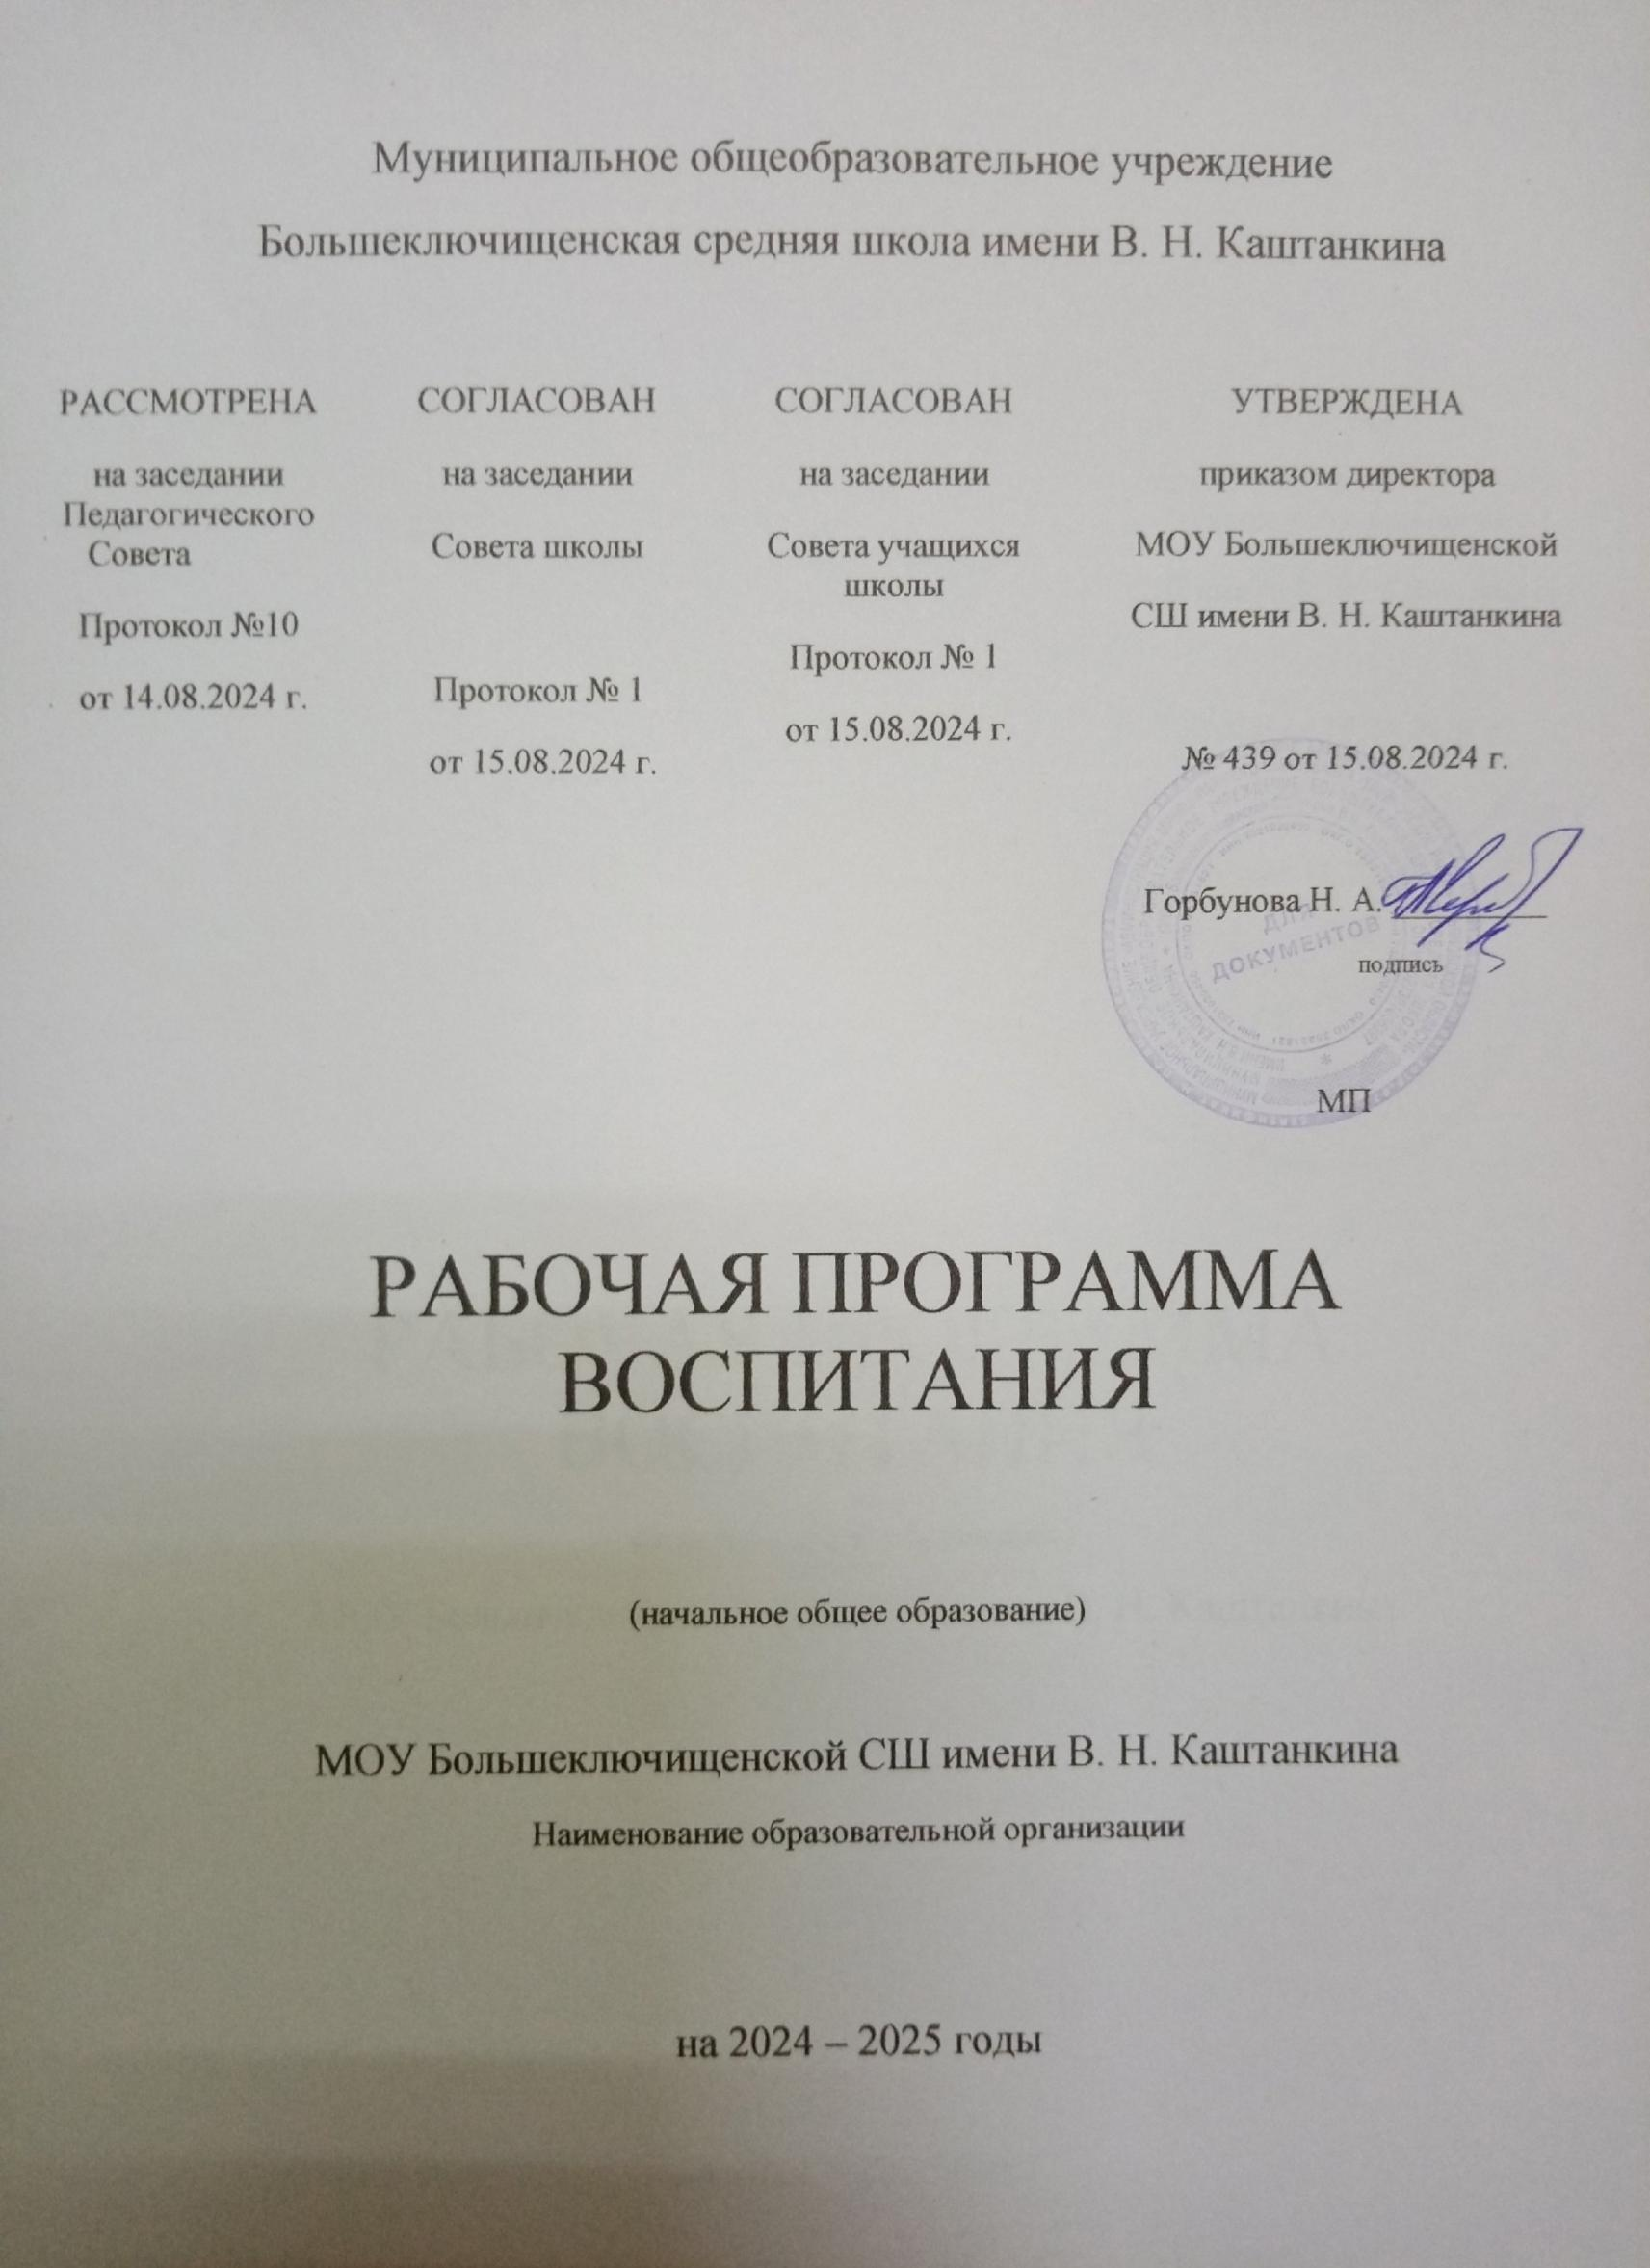 Муниципальное общеобразовательное учреждение
Большеключищенская средняя школа имени В. Н. Каштанкина
РАССМОТРЕНА
на заседании
Педагогического
Совета
Протокол №10
от 14.08.2024 г.
СОГЛАСОВАН
на заседании
Совета школы
Протокол № 1
от 15.08.2024 г.
СОГЛАСОВАН
на заседании
Совета учащихся
школы
Протокол № 1
от 15.08.2024 г.
УТВЕРЖДЕНА
приказом директора
МОУ Большеключищенской
СШ имени В. Н. Каштанкина
№ 439 от 15.08.2024 г.
Горбунова Н. А.
подпись
ДЛЯ
ДОКУМЕНТОВ
МП
РАБОЧАЯ ПРОГРАММА
ВОСПИТАНИЯ
(начальное общее образование)
МОУ Большеключищенской СШ имени В. Н. Каштанкина
Наименование образовательной организации
на 2024 – 2025 годы